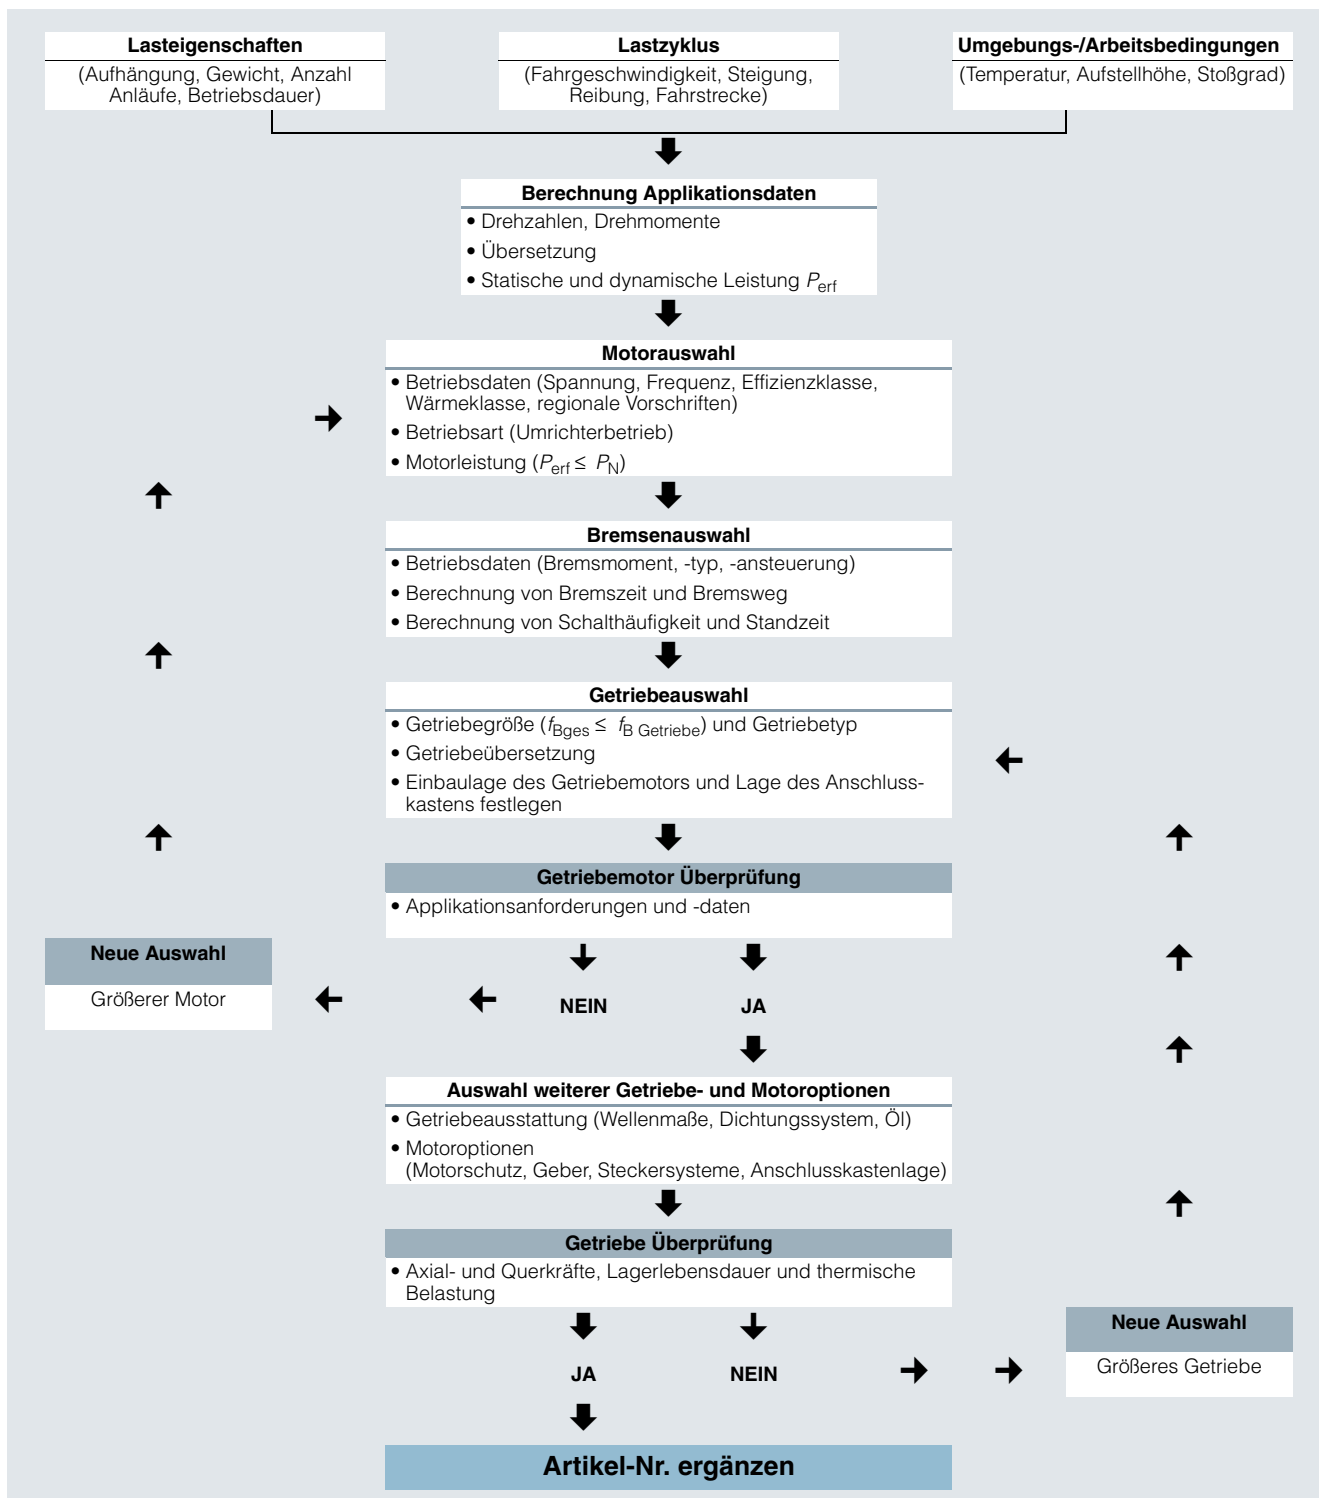 Lasteigenschaften
(Aufhängung, Gewicht, Anzahl
Anläufe, Betriebsdauer)
Lastzyklus
(Fahrgeschwindigkeit, Steigung,
Reibung, Fahrstrecke)
Umgebungs-/Arbeitsbedingungen
(Temperatur, Aufstellhöhe, Stoßgrad)
Berechnung Applikationsdaten
• Drehzahlen, Drehmomente
• Übersetzung
• Statische und dynamische Leistung Perf
Motorauswahl
• Betriebsdaten (Spannung, Frequenz, Effizienzklasse,
Wärmeklasse, regionale Vorschriften)
• Betriebsart (Umrichterbetrieb)
• Motorleistung (Perf ≤ PN)
Bremsenauswahl
• Betriebsdaten (Bremsmoment, -typ, -ansteuerung)
• Berechnung von Bremszeit und Bremsweg
• Berechnung von Schalthäufigkeit und Standzeit
Getriebeauswahl
• Getriebegröße (fBges ≤ fB Getriebe) und Getriebetyp
• Getriebeübersetzung
• Einbaulage des Getriebemotors und Lage des Anschluss-
kastens festlegen
Getriebemotor Überprüfung
• Applikationsanforderungen und -daten
Neue Auswahl
Größerer Motor
NEIN
JA
Auswahl weiterer Getriebe- und Motoroptionen
• Getriebeausstattung (Wellenmaße, Dichtungssystem, Öl)
• Motoroptionen
(Motorschutz, Geber, Steckersysteme, Anschlusskastenlage)
Getriebe Überprüfung
• Axial- und Querkräfte, Lagerlebensdauer und thermische
Belastung
JA
NEIN
Neue Auswahl
Größeres Getriebe
Artikel-Nr. ergänzen